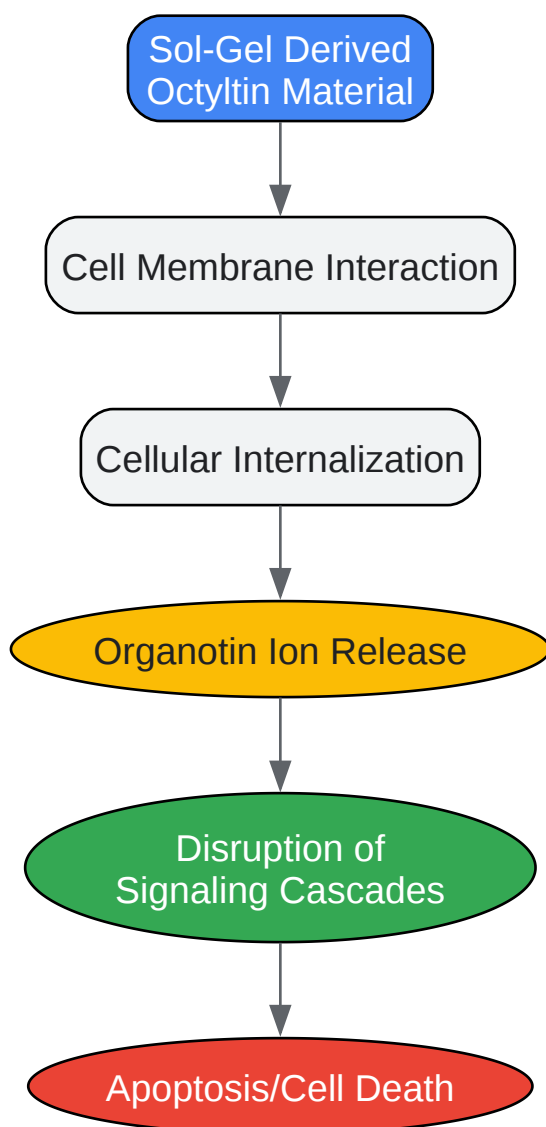 Sol-Gel Derived
Octyltin Material
Cell Membrane Interaction
Cellular Internalization
Organotin Ion Release
Disruption of
Signaling Cascades
Apoptosis/Cell Death